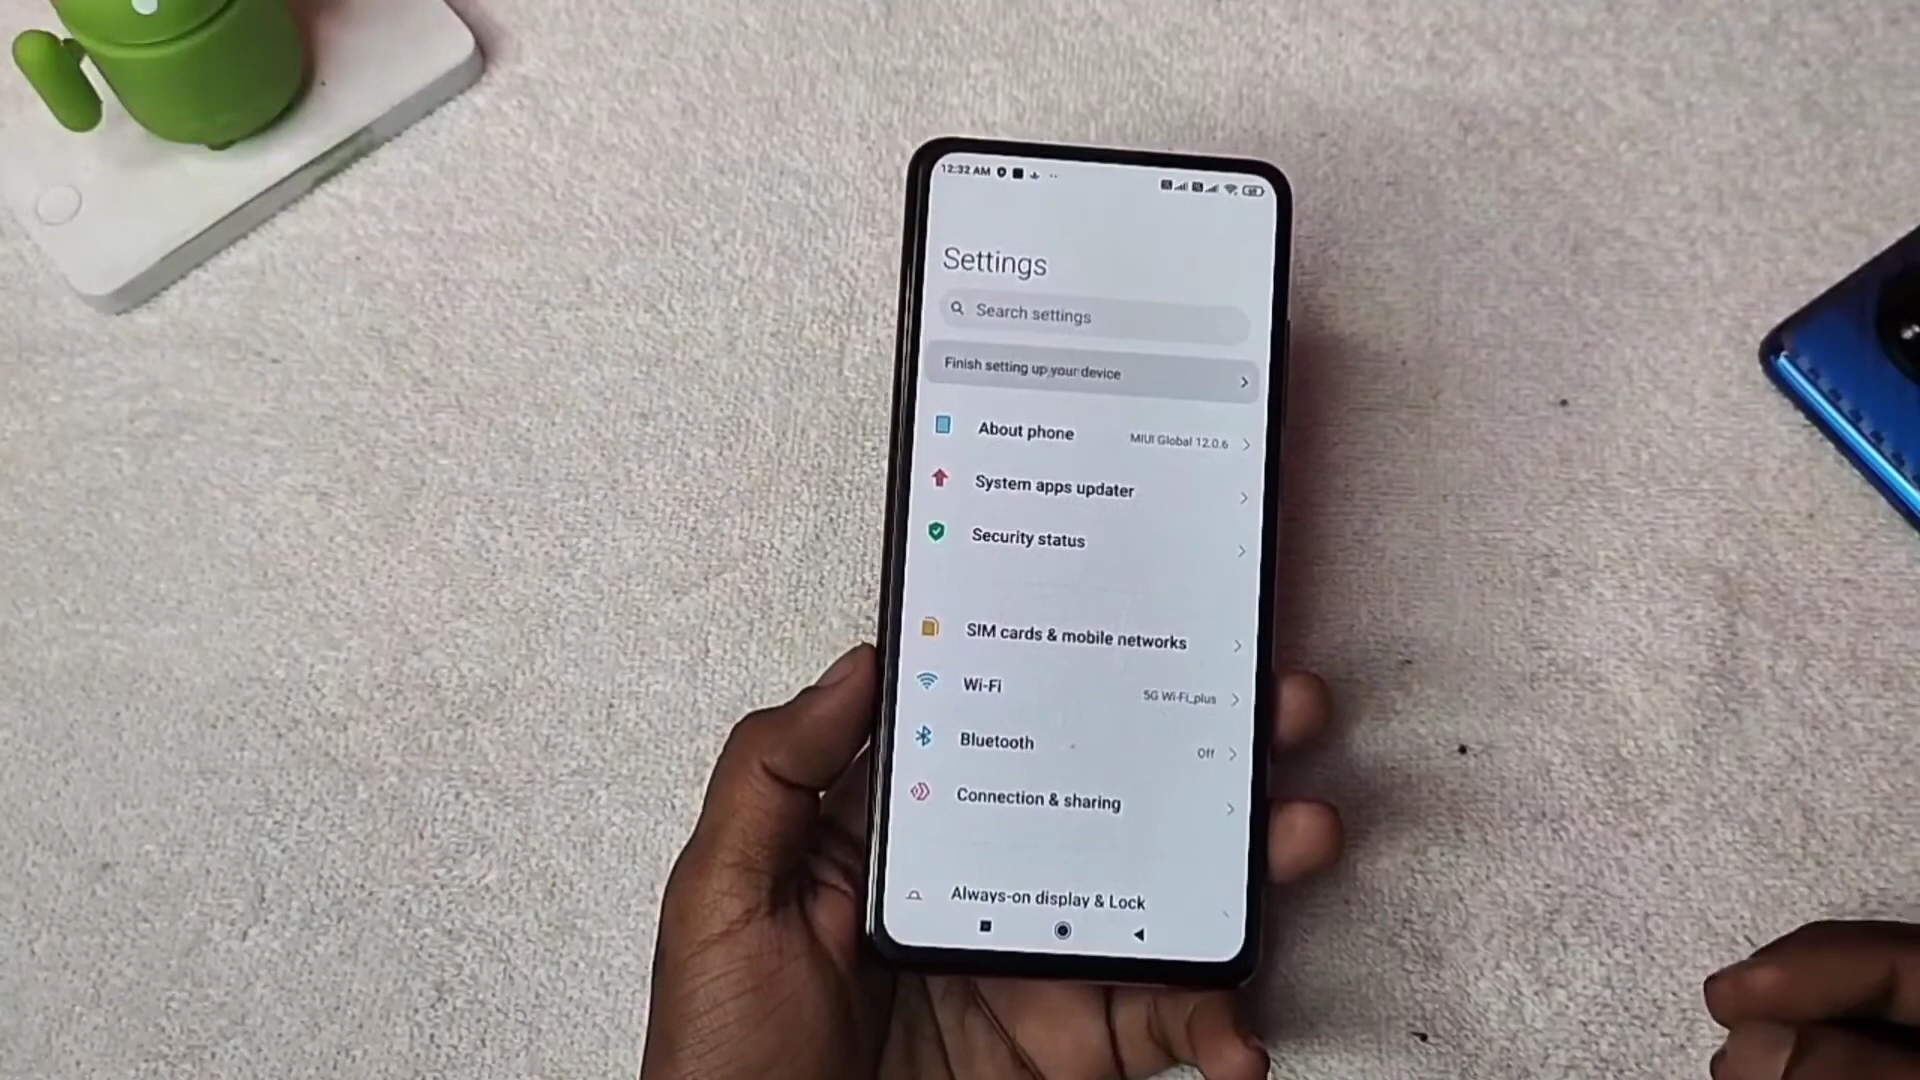 12:32 AM
Settings
Search settings
Finish setting up your device
About phone MIUI Global 12.0.6
System apps updater
Security status
SIM cards & mobile networks
Wi-Fi 5G Wi-Fi_plus
Bluetooth Off
Connection & sharing
Always-on display & Lock